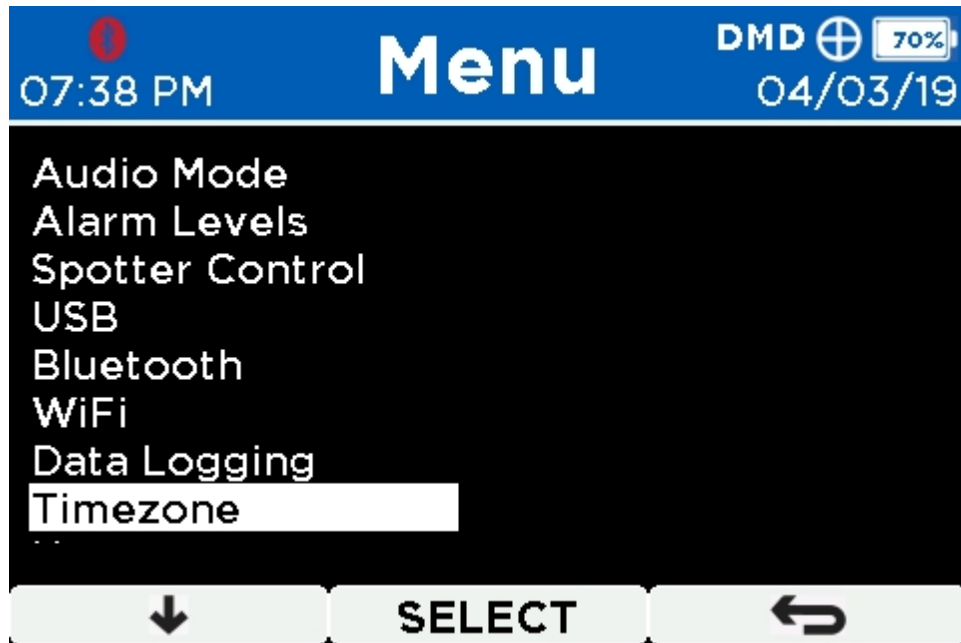 07:38 PM
Menu
DMD 70%
04/03/19
Audio Mode
Alarm Levels
Spotter Control
USB
Bluetooth
WiFi
Data Logging
Timezone
SELECT